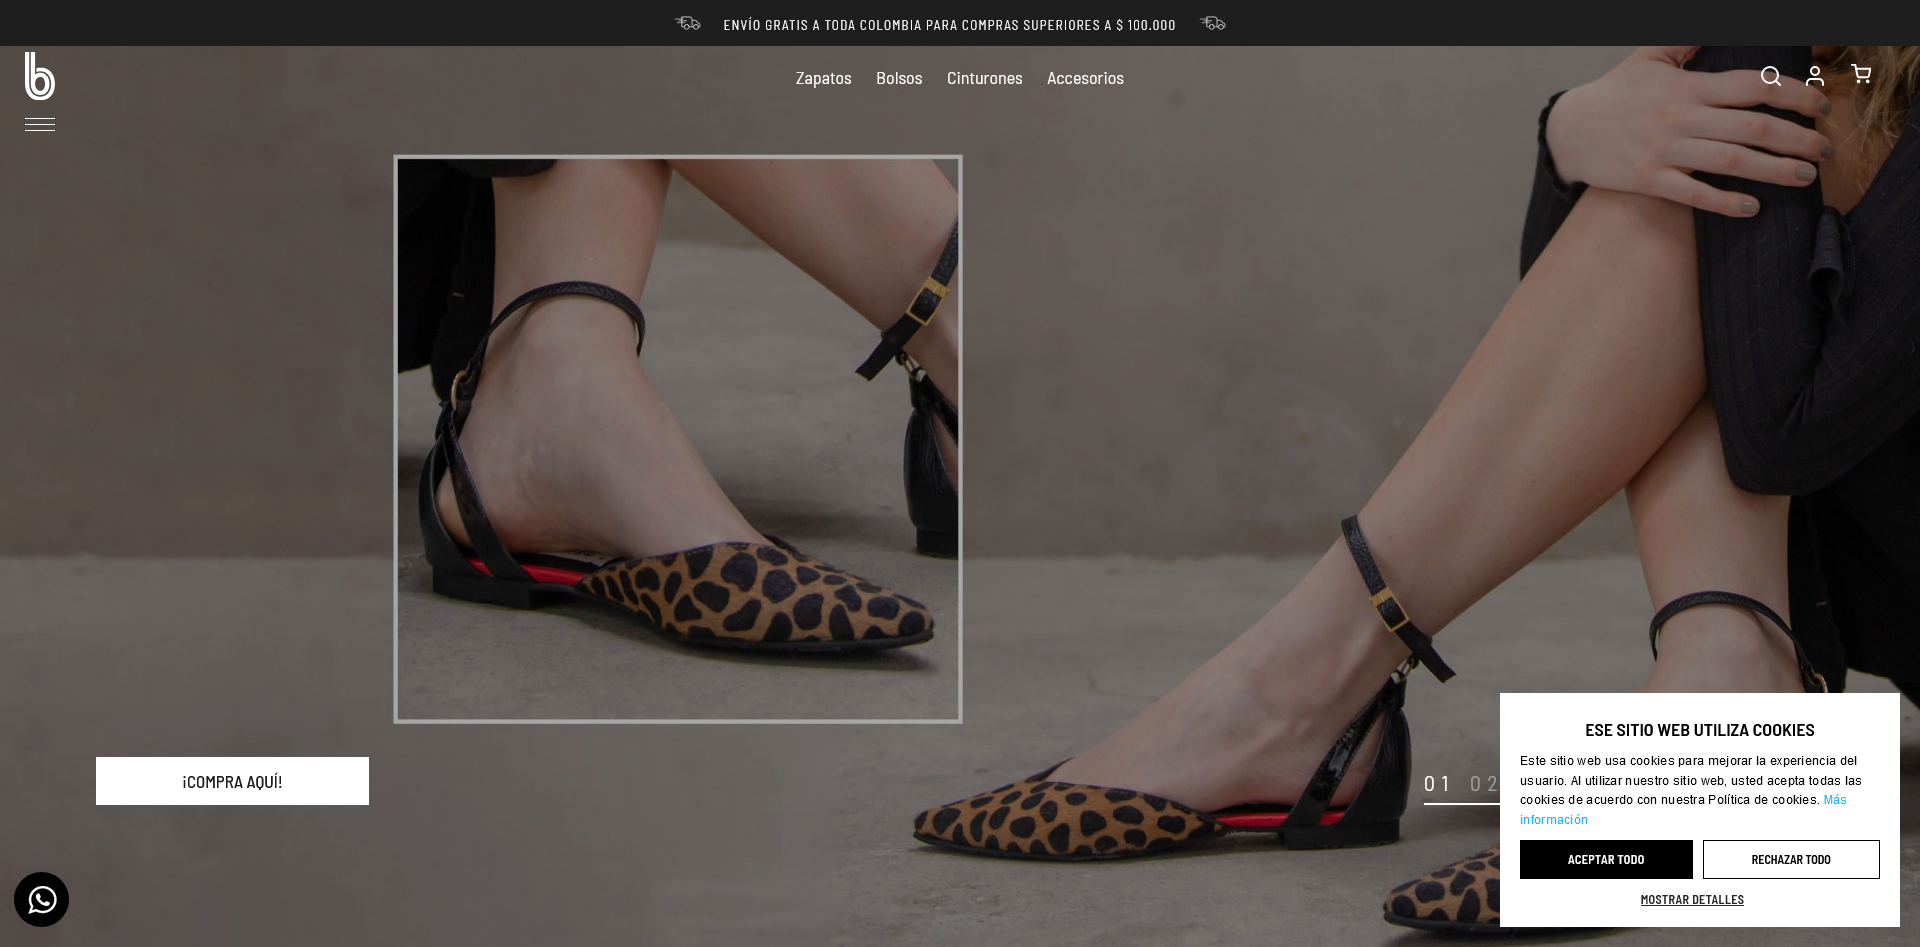 ENVÍO GRATIS A TODA COLOMBIA PARA COMPRAS SUPERIORES A $ 100.000
b
Zapatos Bolsos Cinturones Accesorios
¡COMPRA AQUÍ!
01 02
ESE SITIO WEB UTILIZA COOKIES
Este sitio web usa cookies para mejorar la experiencia del
usuario. Al utilizar nuestro sitio web, usted acepta todas las
cookies de acuerdo con nuestra Política de cookies. Más
información
ACEPTAR TODO RECHAZAR TODO
MOSTRAR DETALLES